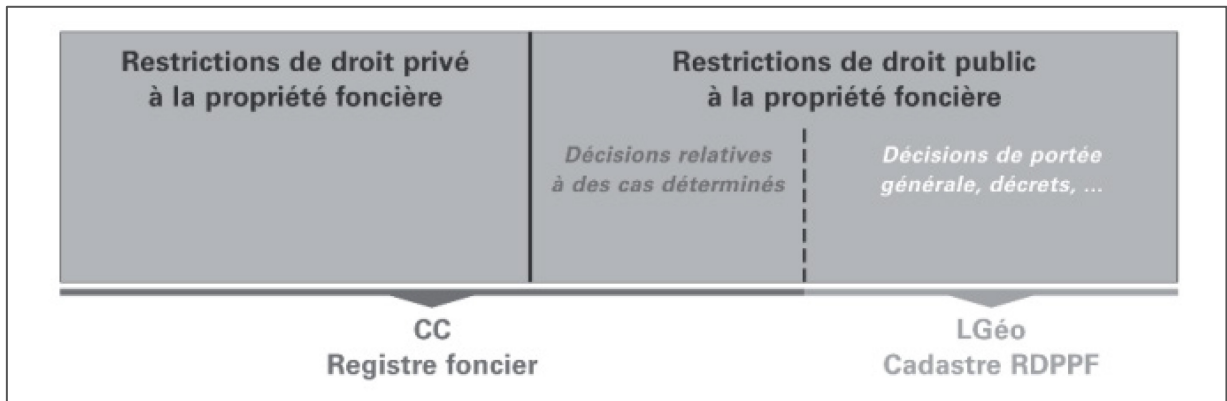 Restrictions de droit privé
à la propriété foncière
Restrictions de droit public
à la propriété foncière
Décisions relatives
à des cas déterminés
Décisions de portée
générale, décrets, ...
CC
Registre foncier
LGéo
Cadastre RDPPF